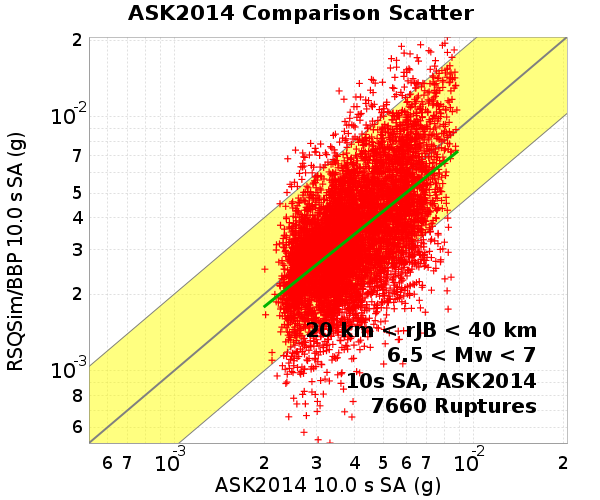 ASK2014 Comparison Scatter
RSQSim/BBP 10.0 s SA (g)
2
10-2
7
5
4
3
2
10-3
8
6
20 km < rJB < 40 km
6.5 < Mw < 7
10s SA, ASK2014
7660 Ruptures
6 7 10-3 2 3 4 5 6 7 10-2 2
ASK2014 10.0 s SA (g)